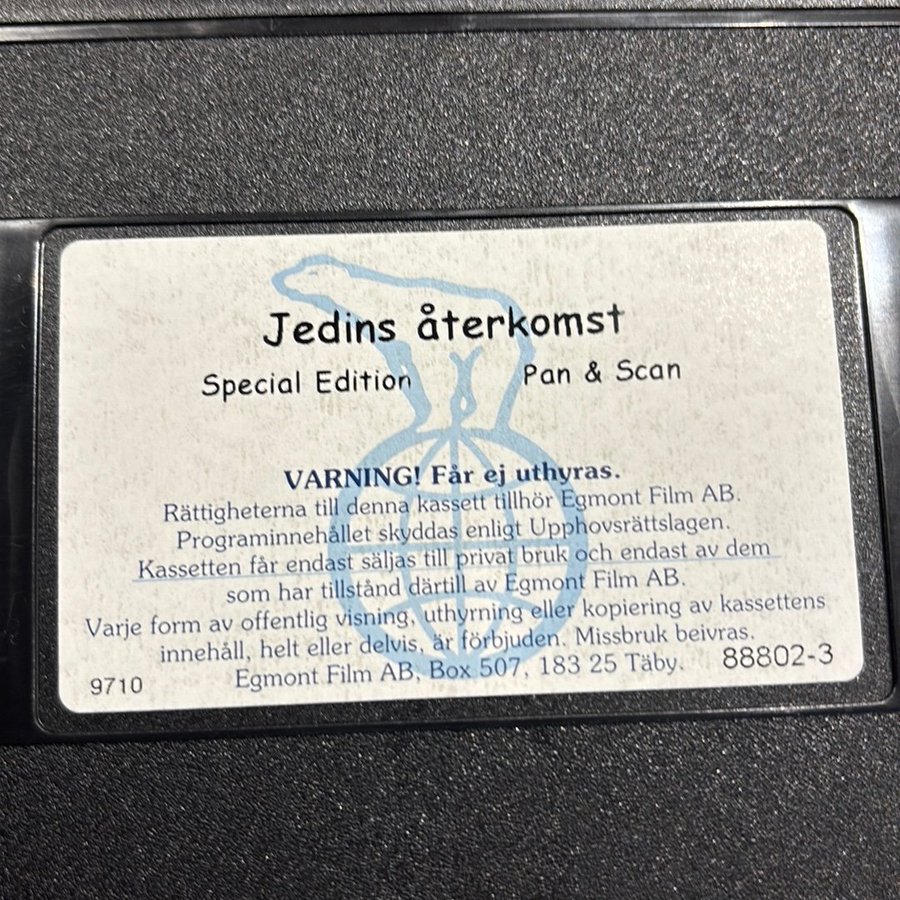 Jedins återkomst
Special Edition Pan & Scan
VARNING! Får ej uthyras.
Rättigheterna till denna kassett tillhör Egmont Film AB.
Programinnehållet skyddas enligt Upphovsrättslagen.
Kassetten får endast säljas till privat bruk och endast av dem
som har tillstånd därtill av Egmont Film AB.
Varje form av offentlig visning, uthyrning eller kopiering av kassettens
innehåll, helt eller delvis, är förbjuden. Missbruk beivras.
Egmont Film AB, Box 507, 183 25 Täby.
9710 88802-3